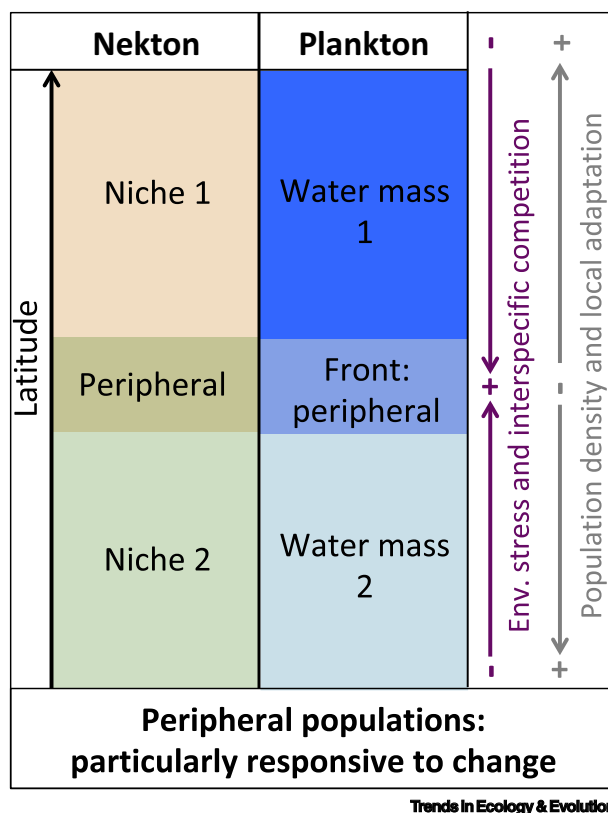 Nekton
Plankton
-
+
Niche 1
Water mass
1
Latitude
Peripheral
Front:
peripheral
+
-
Niche 2
Water mass
2
-
+
Env. stress and interspecific competition
Population density and local adaptation
Peripheral populations:
particularly responsive to change
Trends in Ecology & Evolution